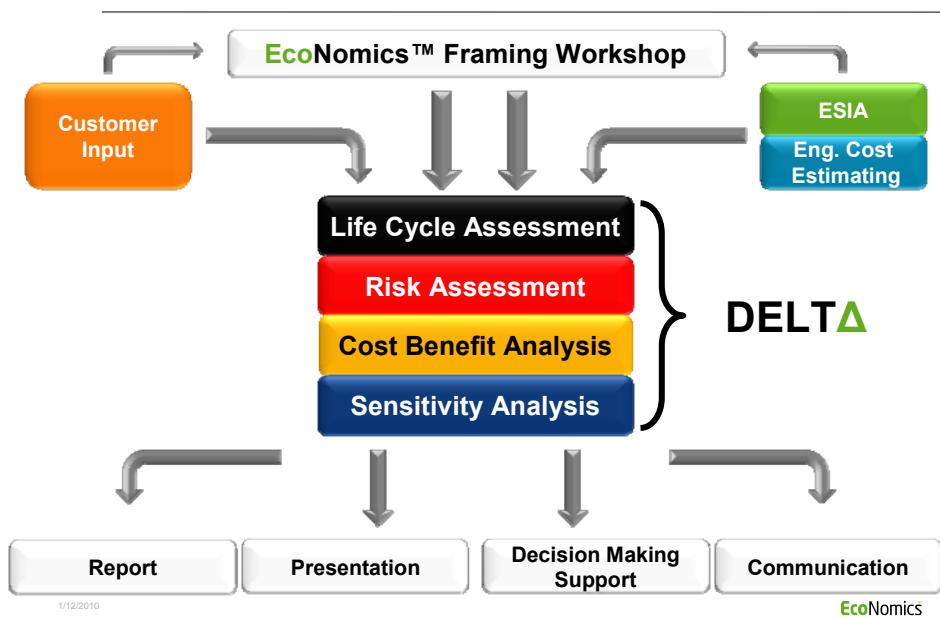 EcoNomics™ Framing Workshop
Customer
Input
ESIA
Eng. Cost
Estimating
Life Cycle Assessment
Risk Assessment
Cost Benefit Analysis
Sensitivity Analysis
DELTΔ
Report
Presentation
Decision Making
Support
Communication
1/12/2010
EcoNomics